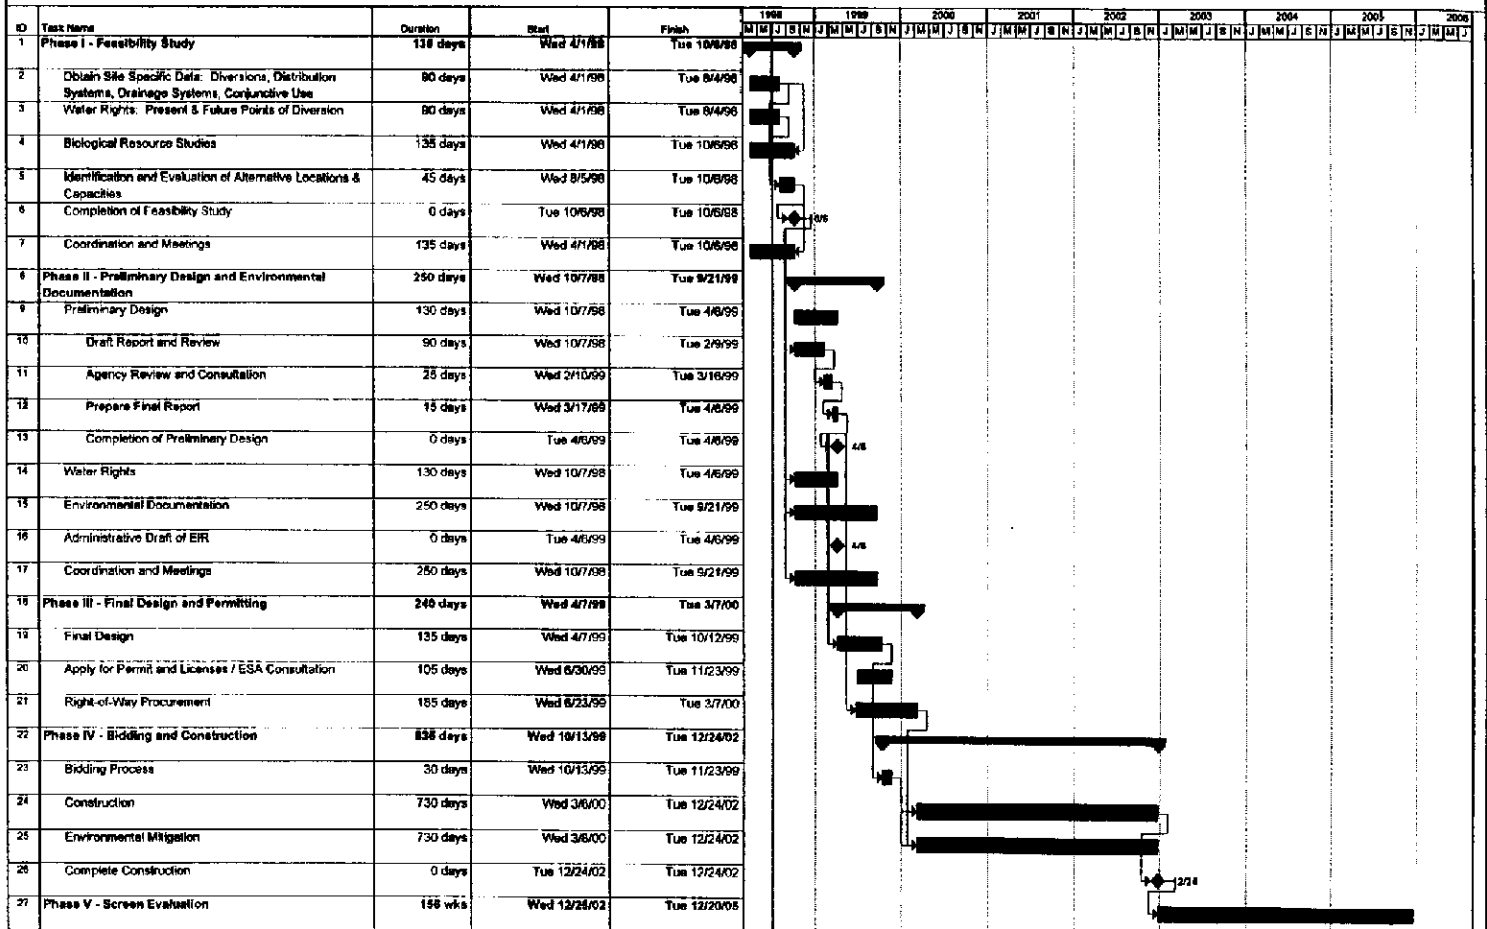 1998 1999 2000 2001 2002 2003 2004 2005 2006
ID Task Name Duration Start Finish M M J S N J M M J S N J M M J S N J M M J S N J M M J S N J M M J S N J M M J S N J M M J S N J M M J
1 Phase I - Feasibility Study 135 days Wed 4/1/98 Tue 10/6/98
2 Obtain Site Specific Data: Diversions, Distribution 90 days Wed 4/1/98 Tue 8/4/98
Systems, Drainage Systems, Conjunctive Use
3 Water Rights: Present & Future Points of Diversion 90 days Wed 4/1/98 Tue 8/4/98
4 Biological Resource Studies 135 days Wed 4/1/98 Tue 10/6/98
5 Identification and Evaluation of Alternative Locations & 45 days Wed 8/5/98 Tue 10/6/98
Capacities
6 Completion of Feasibility Study 0 days Tue 10/6/98 Tue 10/6/98
7 Coordination and Meetings 135 days Wed 4/1/98 Tue 10/6/98
8 Phase II - Preliminary Design and Environmental 250 days Wed 10/7/98 Tue 9/21/99
Documentation
9 Preliminary Design 130 days Wed 10/7/98 Tue 4/6/99
10 Draft Report and Review 90 days Wed 10/7/98 Tue 2/9/99
11 Agency Review and Consultation 25 days Wed 2/10/99 Tue 3/16/99
12 Prepare Final Report 15 days Wed 3/17/99 Tue 4/6/99
13 Completion of Preliminary Design 0 days Tue 4/6/99 Tue 4/6/99 4/6
14 Water Rights 130 days Wed 10/7/98 Tue 4/6/99
15 Environmental Documentation 250 days Wed 10/7/98 Tue 9/21/99
16 Administrative Draft of EIR 0 days Tue 4/6/99 Tue 4/6/99 4/6
17 Coordination and Meetings 250 days Wed 10/7/98 Tue 9/21/99
18 Phase III - Final Design and Permitting 240 days Wed 4/7/99 Tue 3/7/00
19 Final Design 135 days Wed 4/7/99 Tue 10/12/99
20 Apply for Permit and Licenses / ESA Consultation 105 days Wed 6/30/99 Tue 11/23/99
21 Right-of-Way Procurement 185 days Wed 6/23/99 Tue 3/7/00
22 Phase IV - Bidding and Construction days Wed 10/13/99 Tue 12/24/02
23 Bidding Process 30 days Wed 10/13/99 Tue 11/23/99
24 Construction 730 days Wed 3/8/00 Tue 12/24/02
25 Environmental Mitigation 730 days Wed 3/8/00 Tue 12/24/02
26 Complete Construction 0 days Tue 12/24/02 Tue 12/24/02 2/24
27 Phase V - Screen Evaluation 156 wks Wed 12/25/02 Tue 12/20/05